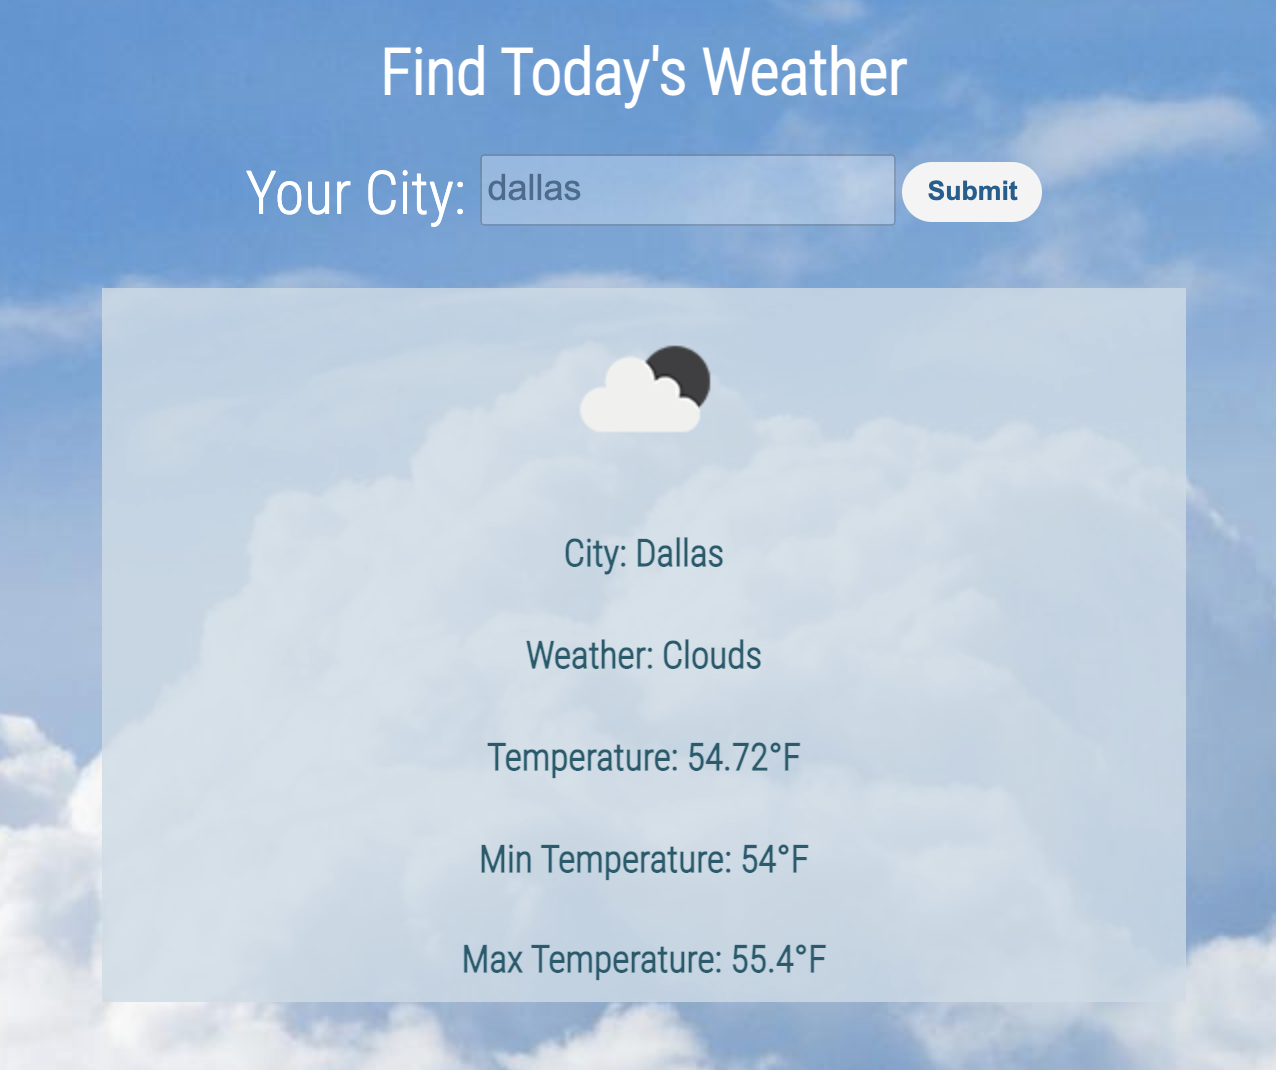 Find Today's Weather
Your City: dallas Submit
City: Dallas
Weather: Clouds
Temperature: 54.72°F
Min Temperature: 54°F
Max Temperature: 55.4°F